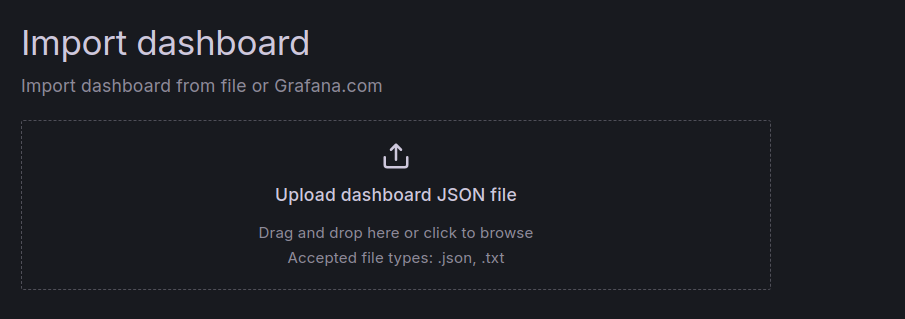 Import dashboard
Import dashboard from file or Grafana.com
Upload dashboard JSON file
Drag and drop here or click to browse
Accepted file types: .json, .txt